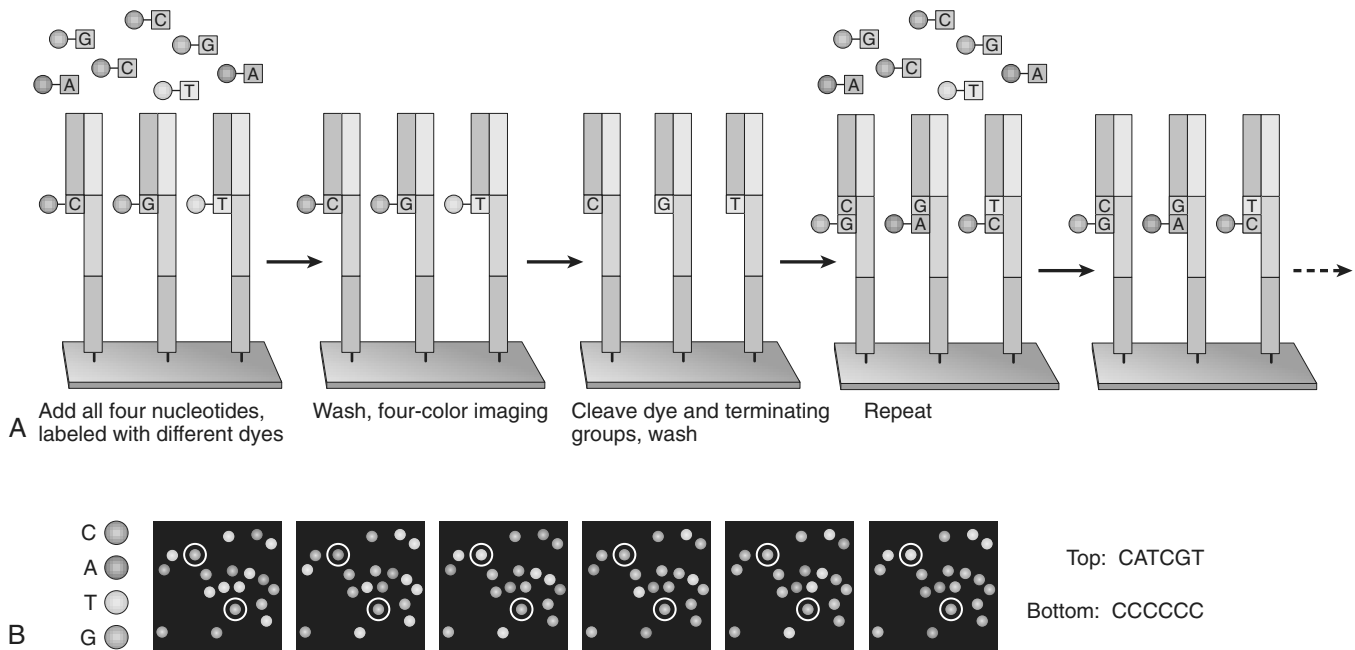 C
G
G
C
A
A
T
C
G
T
C
G
T
C
G
T
C
G
G
C
A
A
T
C
G
T
G
A
C
C
G
T
G
A
C
A
Add all four nucleotides,
labeled with different dyes
Wash, four-color imaging
Cleave dye and terminating
groups, wash
Repeat
B
C
A
T
G
Top: CATCGT
Bottom: CCCCCC